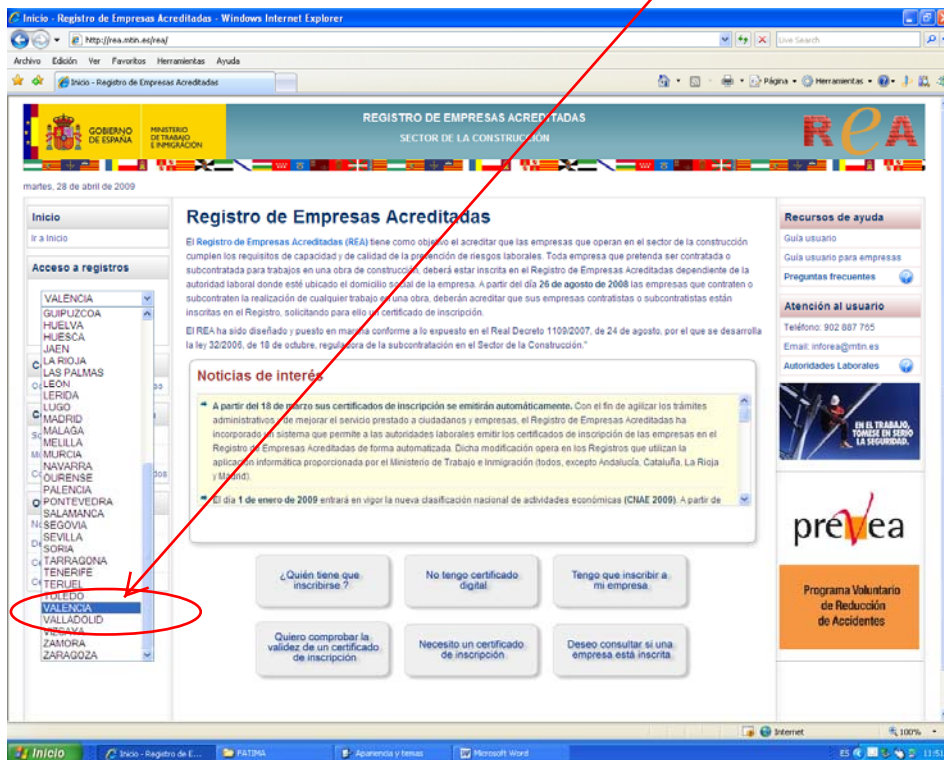 Inicio - Registro de Empresas Acreditadas - Windows Internet Explorer
http://rea.mtin.es/rea/
Live Search
Archivo Edición Ver Favoritos Herramientas Ayuda
Inicio - Registro de Empresas Acreditadas
Página Herramientas
GOBIERNO DE ESPAÑA
MINISTERIO DE TRABAJO E INMIGRACIÓN
REGISTRO DE EMPRESAS ACREDITADAS
SECTOR DE LA CONSTRUCCIÓN
ReA
martes, 28 de abril de 2009
Inicio
Ir a Inicio
Acceso a registros
VALENCIA
GUIPUZCOA
HUELVA
HUESCA
JAEN
LA RIOJA
LAS PALMAS
LEON
LERIDA
LUGO
MADRID
MALAGA
MELILLA
MURCIA
NAVARRA
OURENSE
PALENCIA
PONTEVEDRA
SALAMANCA
SEGOVIA
SEVILLA
SORIA
TARRAGONA
TENERIFE
TERUEL
TOLEDO
VALENCIA
VALLADOLID
VIZCAYA
ZAMORA
ZARAGOZA
Registro de Empresas Acreditadas
El Registro de Empresas Acreditadas (REA) tiene como objetivo el acreditar que las empresas que operan en el sector de la construcción
cumplen los requisitos de capacidad y de calidad de la prevención de riesgos laborales. Toda empresa que pretenda ser contratada o
subcontratada para trabajos en una obra de construcción, deberá estar inscrita en el Registro de Empresas Acreditadas dependiente de la
autoridad laboral donde esté ubicado el domicilio social de la empresa. A partir del día 26 de agosto de 2008 las empresas que contraten o
subcontraten la realización de cualquier trabajo en una obra, deberán acreditar que sus empresas contratistas o subcontratistas están
inscritas en el Registro, solicitando para ello un certificado de inscripción.
El REA ha sido diseñado y puesto en marcha conforme a lo expuesto en el Real Decreto 1109/2007, de 24 de agosto, por el que se desarrolla
la ley 32/2006, de 18 de octubre, reguladora de la subcontratación en el Sector de la Construcción."
Noticias de interés
A partir del 18 de marzo sus certificados de inscripción se emitirán automáticamente. Con el fin de agilizar los trámites
administrativos y de mejorar el servicio prestado a ciudadanos y empresas, el Registro de Empresas Acreditadas ha
incorporado un sistema que permite a las autoridades laborales emitir los certificados de inscripción de las empresas en el
Registro de Empresas Acreditadas de forma automatizada. Dicha modificación opera en los Registros que utilizan la
aplicación informática proporcionada por el Ministerio de Trabajo e Inmigración (todos, excepto Andalucía, Cataluña, La Rioja
y Madrid).
El día 1 de enero de 2009 entrará en vigor la nueva clasificación nacional de actividades económicas (CNAE 2009). A partir de
¿Quién tiene que inscribirse ?
No tengo certificado digital
Tengo que inscribir a mi empresa
Quiero comprobar la validez de un certificado de inscripción
Necesito un certificado de inscripción
Deseo consultar si una empresa está inscrita
Recursos de ayuda
Guía usuario
Guía usuario para empresas
Preguntas frecuentes
Atención al usuario
Teléfono: 902 887 765
Email: inforea@mtin.es
Autoridades Laborales
EN EL TRABAJO,
TÓMESE EN SERIO
LA SEGURIDAD.
prevea
Programa Voluntario
de Reducción
de Accidentes
Internet
100%
Inicio
Inicio - Registro de E...
FATIMA
Apariencia y temas
Microsoft Word
ES
11:51